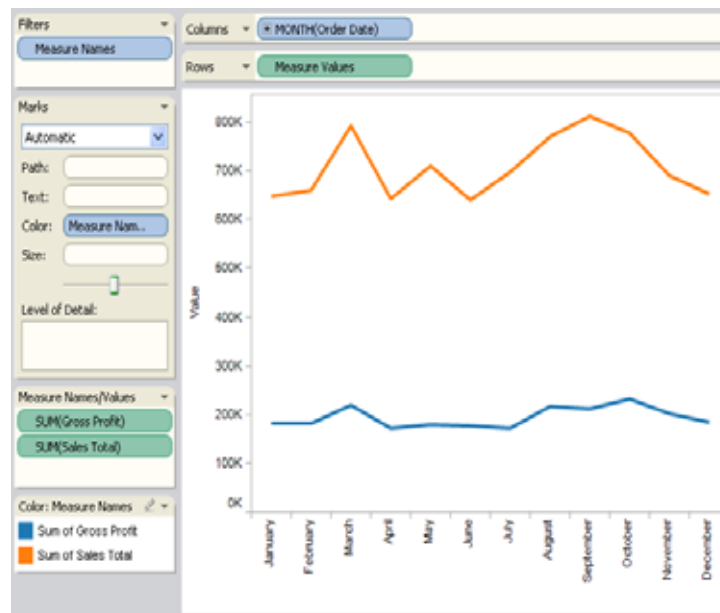 Filters
Measure Names
Columns
MONTH(Order Date)
Rows
Measure Values
Marks
Automatic
Path:
Text:
Color:
Measure Nam..
Size:
Level of Detail:
Measure Names/Values
SUM(Gross Profit)
SUM(Sales Total)
Color: Measure Names
Sum of Gross Profit
Sum of Sales Total
Value
800K
700K
600K
500K
400K
300K
200K
100K
0K
January
February
March
April
May
June
July
August
September
October
November
December